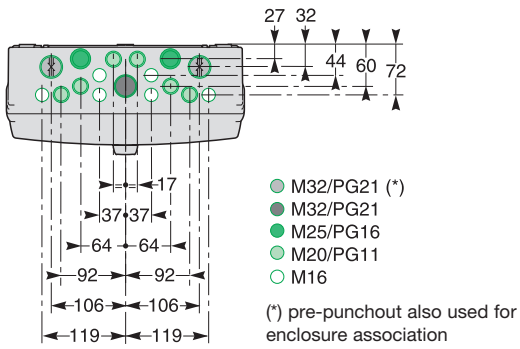 27 32
44 60 72
17
37 37
64 64
92 92
106 106
119 119
M32/PG21 (*)
M32/PG21
M25/PG16
M20/PG11
M16
(*) pre-punchout also used for
enclosure association